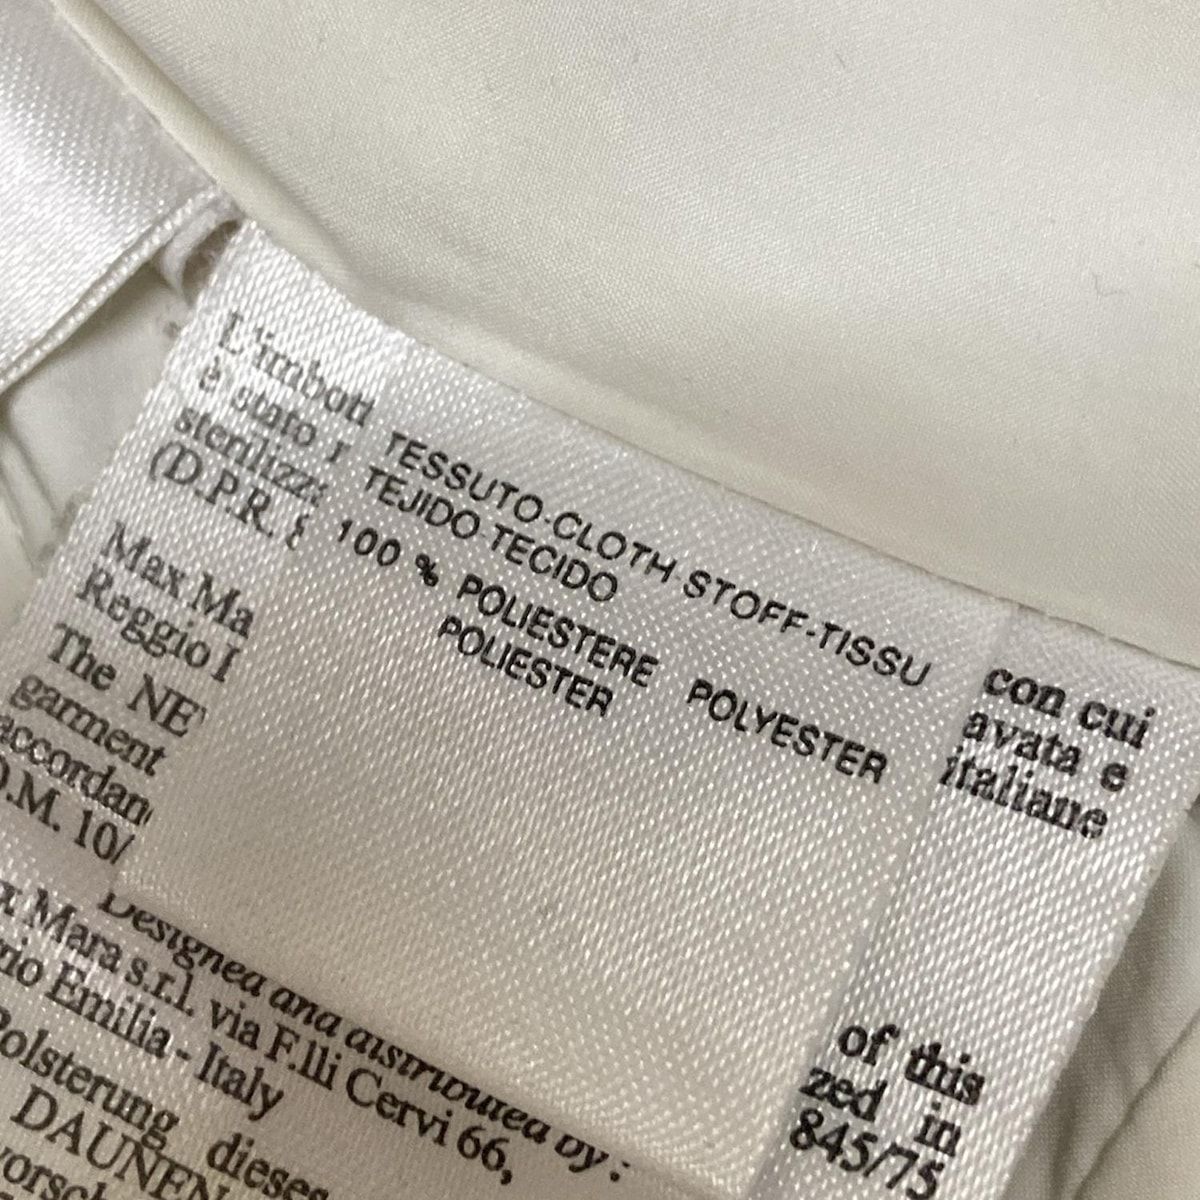 L'imbott
è stato r
sterilizz
(D.P.R. 8
Max Ma
Reggio
The NE
garment
accordan
D.M. 10/
TESSUTO-CLOTH-STOFF-TISSU
TEJIDO-TECIDO
100 % POLIESTERE POLYESTER
POLIESTER
con cui
avata e
italiane
of this
zed in
845/75
Designed and distributed by :
Mara s.r.l. via F.lli Cervi 66,
Emilia - Italy
Polsterung dieses
DAUNEN